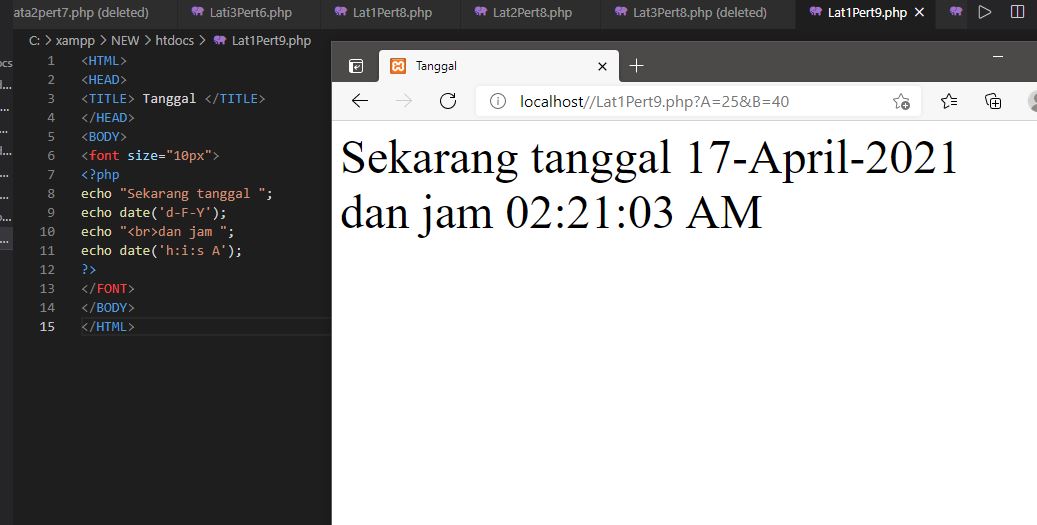 ata2pert7.php (deleted) Lati3Pert6.php Lat1Pert8.php Lat2Pert8.php Lat3Pert8.php (deleted) Lat1Pert9.php
C: > xampp > NEW > htdocs > Lat1Pert9.php
1 <HTML>
2 <HEAD>
3 <TITLE> Tanggal </TITLE>
4 </HEAD>
5 <BODY>
6 <font size="10px">
7 <?php
8 echo "Sekarang tanggal ";
9 echo date('d-F-Y');
10 echo "<br>dan jam ";
11 echo date('h:i:s A');
12 ?>
13 </FONT>
14 </BODY>
15 </HTML>
Tanggal
localhost//Lat1Pert9.php?A=25&B=40
Sekarang tanggal 17-April-2021
dan jam 02:21:03 AM